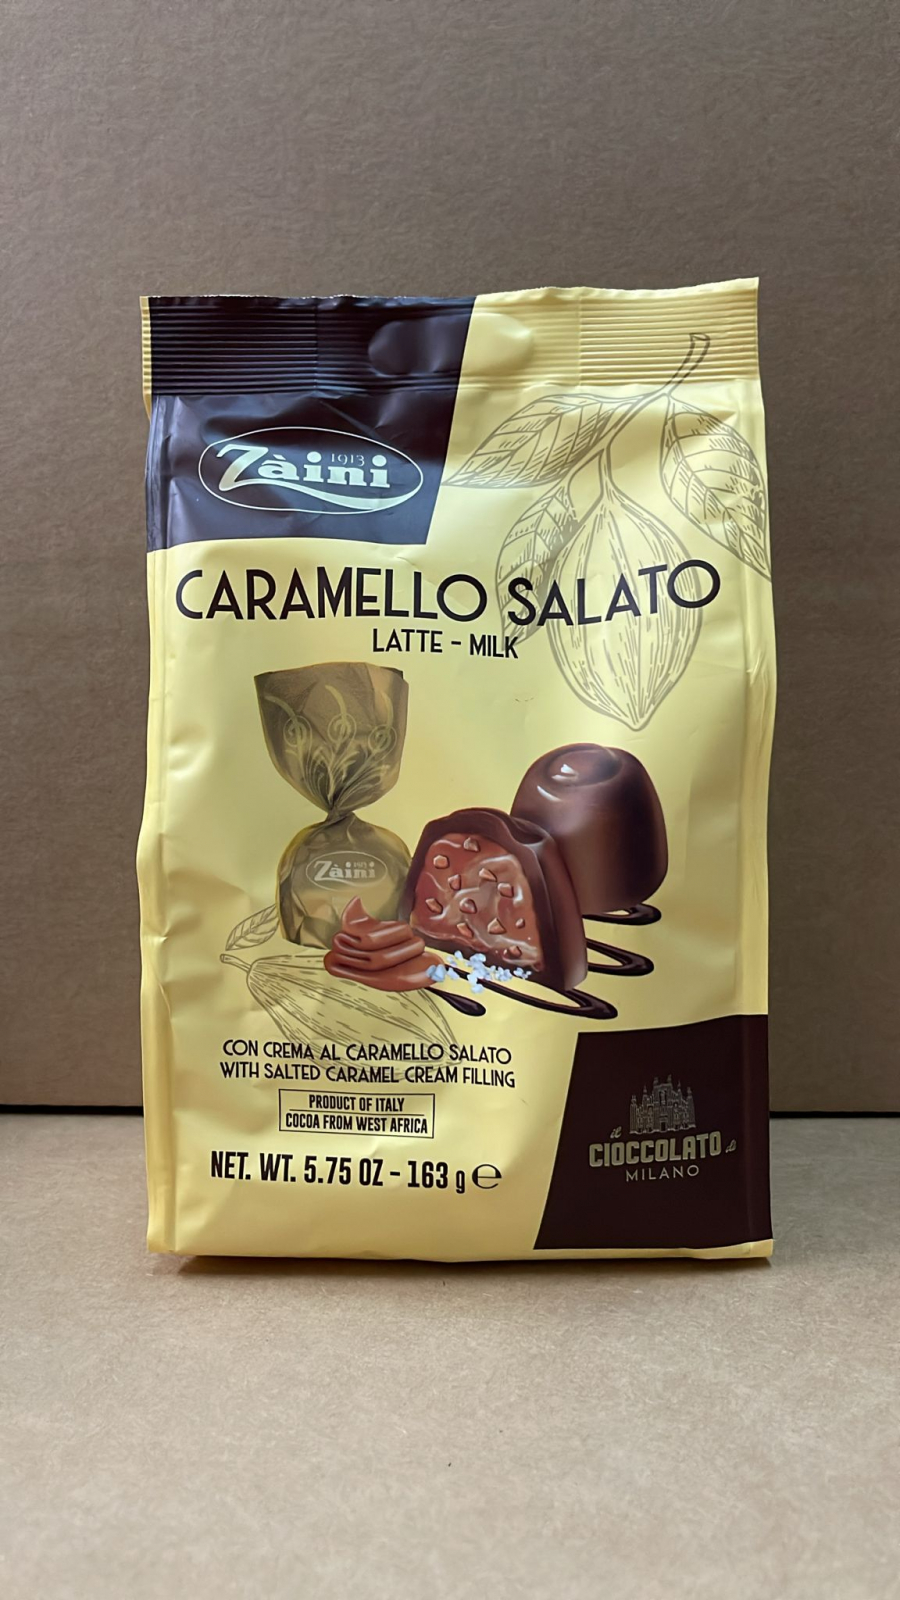 1913
Zàini
CARAMELLO SALATO
LATTE - MILK
1913
Zàini
CON CREMA AL CARAMELLO SALATO
WITH SALTED CARAMEL CREAM FILLING
PRODUCT OF ITALY
COCOA FROM WEST AFRICA
NET. WT. 5.75 OZ - 163 g ℮
il
CIOCCOLATO di
MILANO